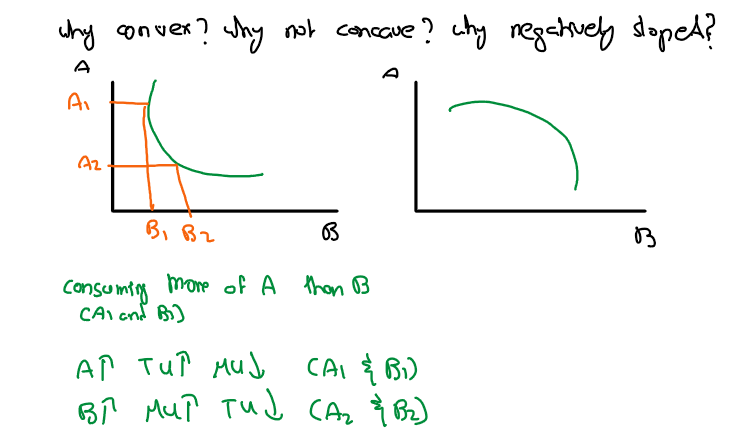 why convex? why not concave? why negatively sloped?
A
A
A1
A2
B1 B2
B
B
consuming more of A than B
(A1 and B1)
A↑ TU↑ MU↓ (A1 & B1)
B↑ MU↑ TU↓ (A2 & B2)